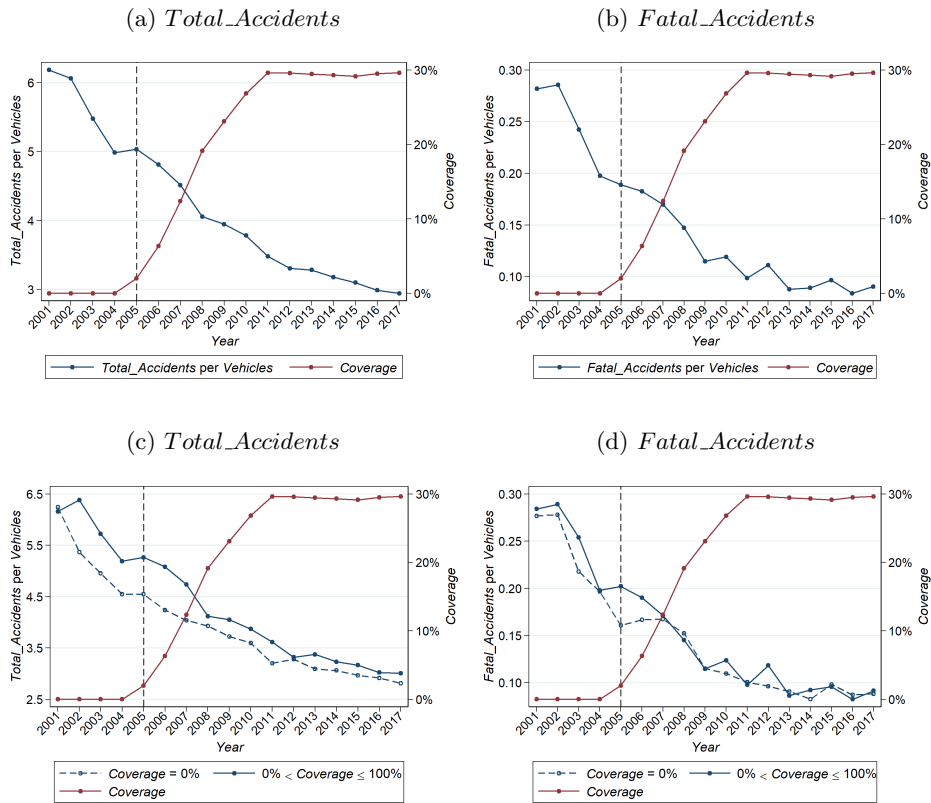 (a) Total_Accidents
6
5
4
3
Total_Accidents per Vehicles
30%
20%
10%
0%
Coverage
2001 2002 2003 2004 2005 2006 2007 2008 2009 2010 2011 2012 2013 2014 2015 2016 2017
Year
Total_Accidents per Vehicles Coverage
(b) Fatal_Accidents
0.30
0.25
0.20
0.15
0.10
Fatal_Accidents per Vehicles
30%
20%
10%
0%
Coverage
2001 2002 2003 2004 2005 2006 2007 2008 2009 2010 2011 2012 2013 2014 2015 2016 2017
Year
Fatal_Accidents per Vehicles Coverage
(c) Total_Accidents
6.5
5.5
4.5
3.5
2.5
Total_Accidents per Vehicles
30%
20%
10%
0%
Coverage
2001 2002 2003 2004 2005 2006 2007 2008 2009 2010 2011 2012 2013 2014 2015 2016 2017
Year
Coverage = 0% 0% < Coverage ≤ 100%
Coverage
(d) Fatal_Accidents
0.30
0.25
0.20
0.15
0.10
Fatal_Accidents per Vehicles
30%
20%
10%
0%
Coverage
2001 2002 2003 2004 2005 2006 2007 2008 2009 2010 2011 2012 2013 2014 2015 2016 2017
Year
Coverage = 0% 0% < Coverage ≤ 100%
Coverage